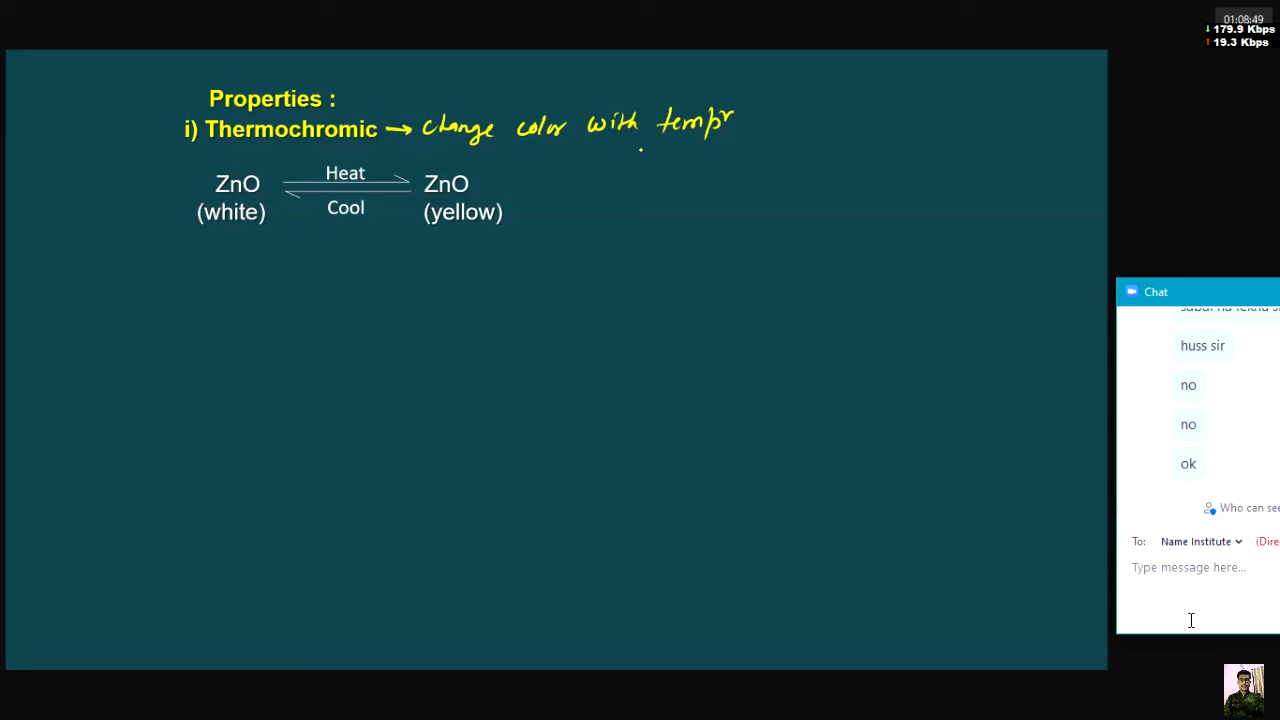 01:08:49
↓ 179.9 Kbps
↑ 19.3 Kbps
Properties :
i) Thermochromic → change color with tempr
ZnO Heat ZnO
(white) Cool (yellow)
Chat
huss sir
no
no
ok
Who can see
To: Name Institute (Dire
Type message here...